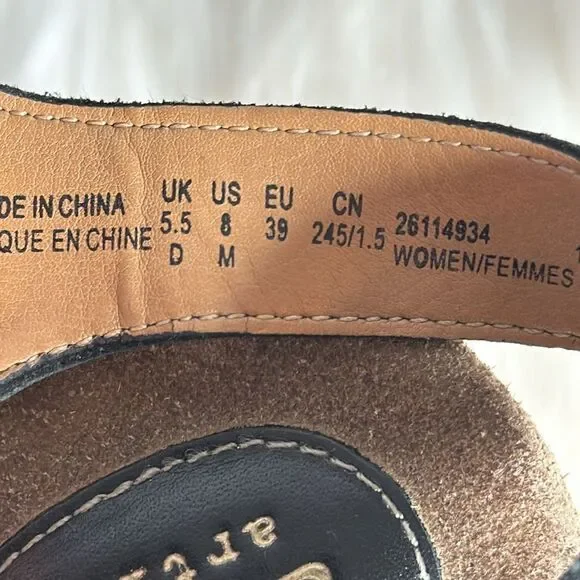 DE IN CHINA UK US EU CN 26114934
QUE EN CHINE 5.5 8 39 245/1.5 WOMEN/FEMMES
D M
art